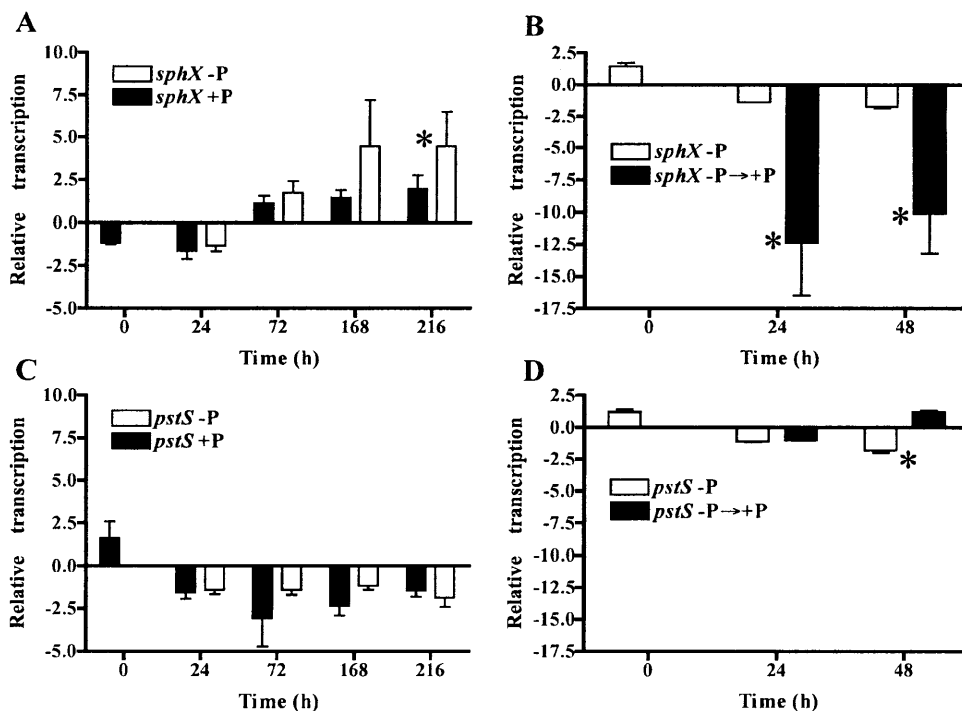 A
Relative transcription
10.0
7.5
5.0
2.5
0.0
-2.5
-5.0
sphX -P
sphX +P
*
0 24 72 168 216
Time (h)
B
Relative transcription
2.5
0.0
-2.5
-5.0
-7.5
-10.0
-12.5
-15.0
-17.5
sphX -P
sphX -P→+P
*
*
0 24 48
Time (h)
C
Relative transcription
10.0
7.5
5.0
2.5
0.0
-2.5
-5.0
pstS -P
pstS +P
0 24 72 168 216
Time (h)
D
Relative transcription
2.5
0.0
-2.5
-5.0
-7.5
-10.0
-12.5
-15.0
-17.5
*
pstS -P
pstS -P→+P
0 24 48
Time (h)